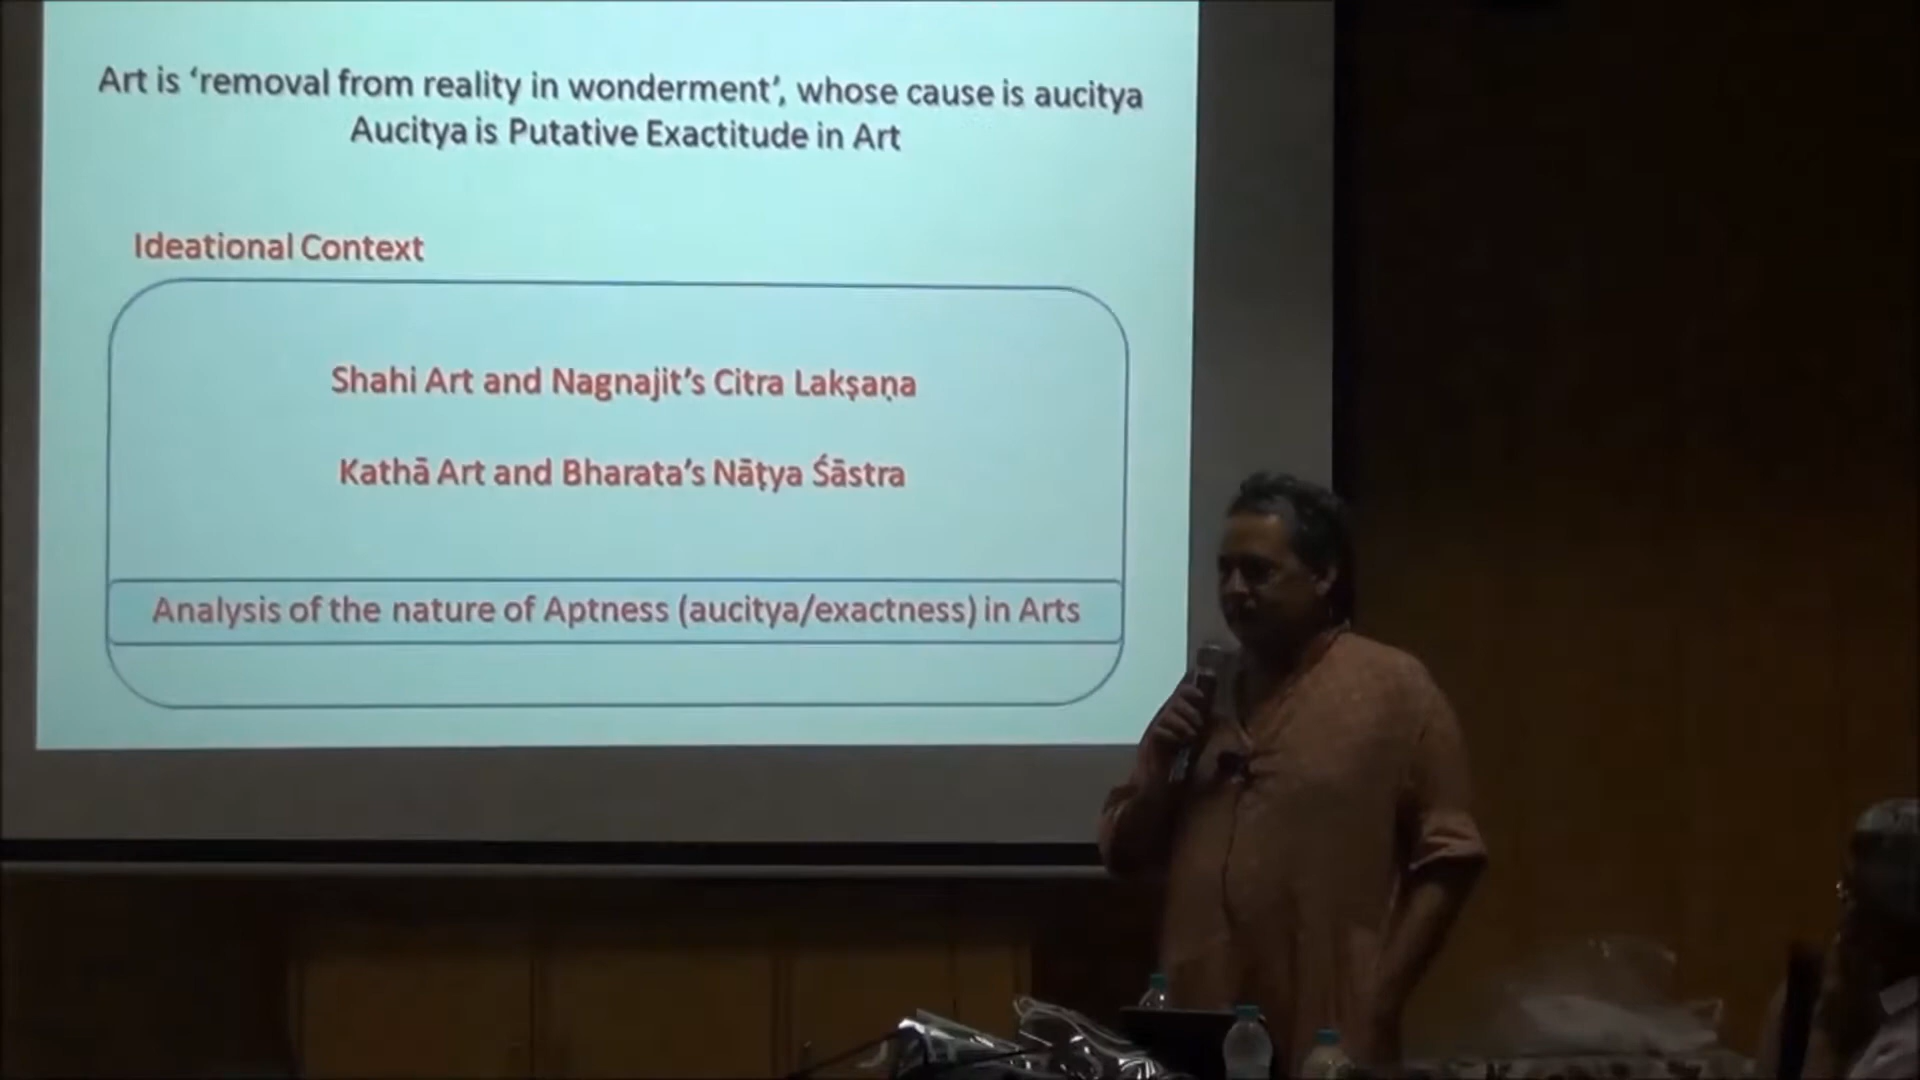 Art is ‘removal from reality in wonderment’, whose cause is aucitya
Aucitya is Putative Exactitude in Art
Ideational Context
Shahi Art and Nagnajit’s Citra Lakṣaṇa
Kathā Art and Bharata’s Nāṭya Śāstra
Analysis of the nature of Aptness (aucitya/exactness) in Arts